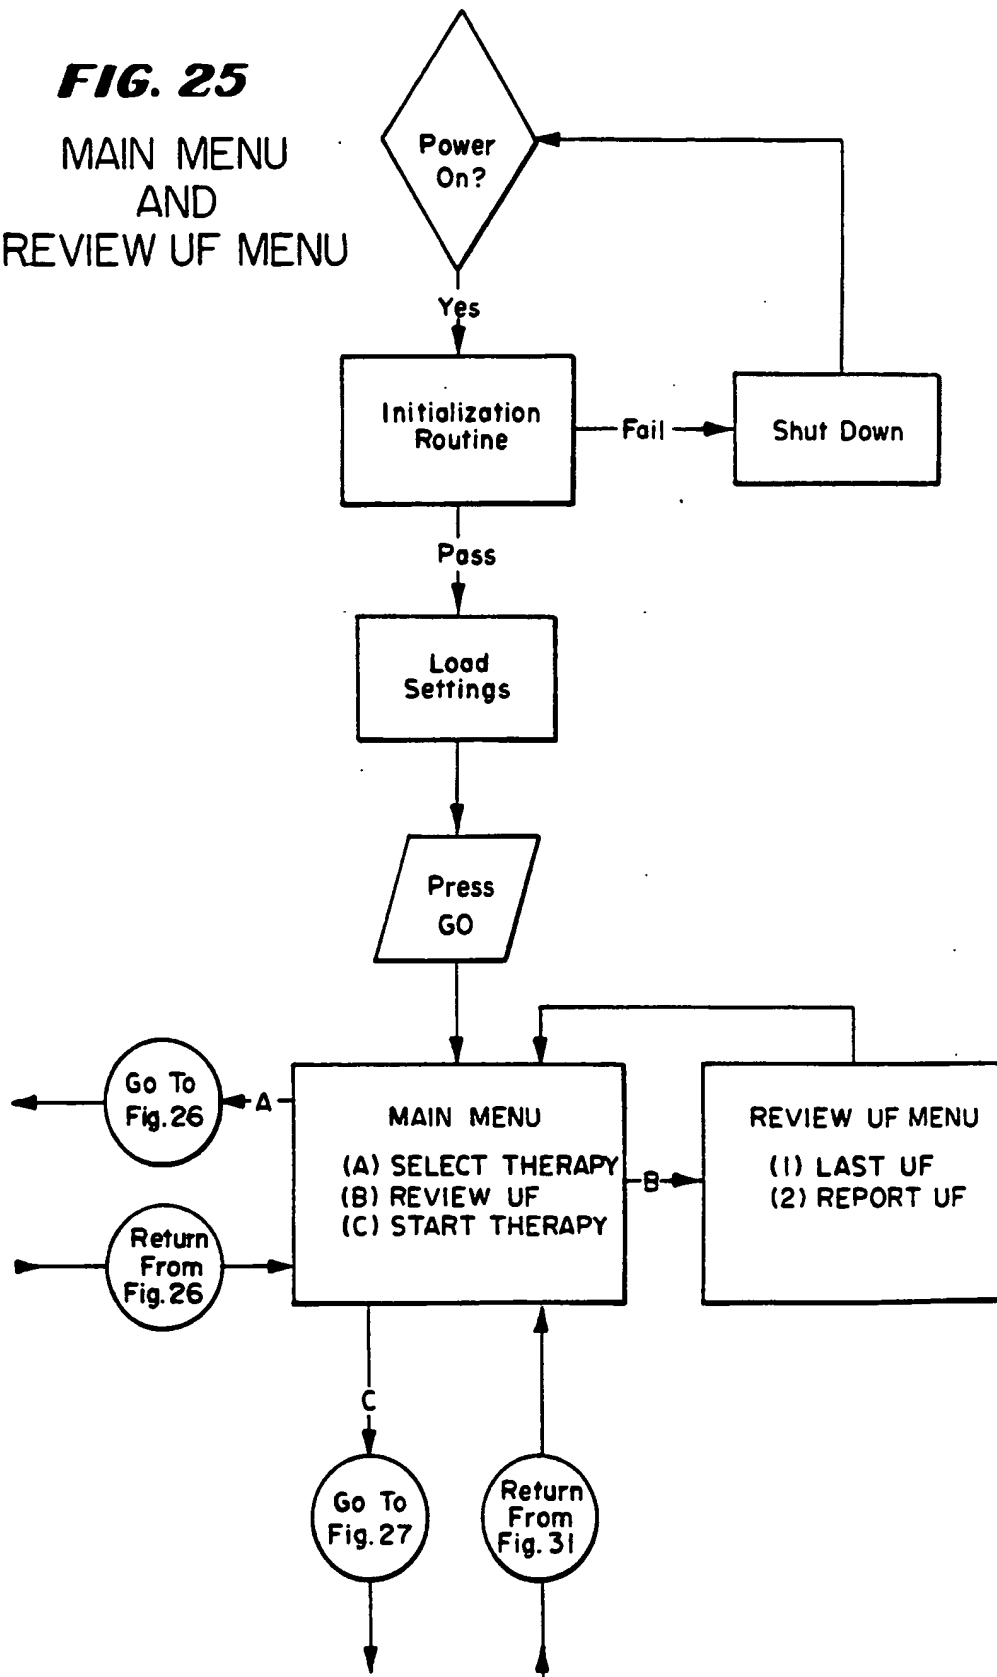 FIG. 25
MAIN MENU
AND
REVIEW UF MENU
Power
On?
Yes
Initialization
Routine
Fail
Shut Down
Pass
Load
Settings
Press
GO
Go To
Fig. 26
A
MAIN MENU
(A) SELECT THERAPY
(B) REVIEW UF
(C) START THERAPY
B
REVIEW UF MENU
(1) LAST UF
(2) REPORT UF
Return
From
Fig. 26
C
Go To
Fig. 27
Return
From
Fig. 31